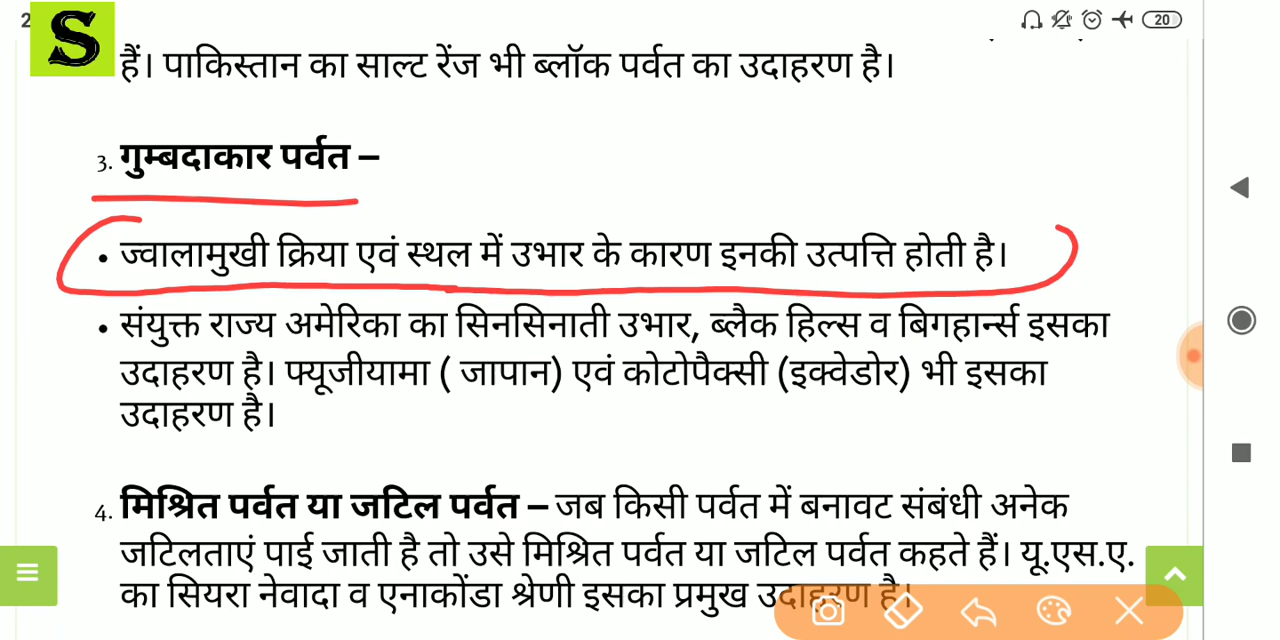 2
S
20
हैं। पाकिस्तान का साल्ट रेंज भी ब्लॉक पर्वत का उदाहरण है।
3. गुम्बदाकार पर्वत –
• ज्वालामुखी क्रिया एवं स्थल में उभार के कारण इनकी उत्पत्ति होती है।
• संयुक्त राज्य अमेरिका का सिनसिनाती उभार, ब्लैक हिल्स व बिगहार्न्स इसका
उदाहरण है। फ्यूजीयामा ( जापान) एवं कोटोपैक्सी (इक्वेडोर) भी इसका
उदाहरण है।
4. मिश्रित पर्वत या जटिल पर्वत – जब किसी पर्वत में बनावट संबंधी अनेक
जटिलताएं पाई जाती है तो उसे मिश्रित पर्वत या जटिल पर्वत कहते हैं। यू.एस.ए.
का सियरा नेवादा व एनाकोंडा श्रेणी इसका प्रमुख उदाहरण है।